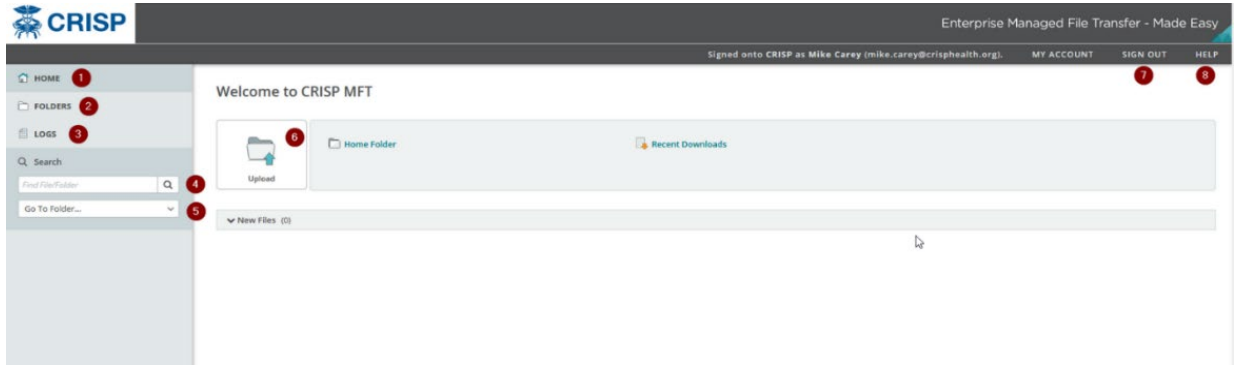 CRISP
Enterprise Managed File Transfer - Made Easy
Signed onto CRISP as Mike Carey (mike.carey@crisphealth.org). MY ACCOUNT SIGN OUT HELP
7 8
HOME 1
FOLDERS 2
LOGS 3
Search
Find File/Folder 4
Go To Folder... 5
Welcome to CRISP MFT
6
Upload
Home Folder Recent Downloads
New Files (0)